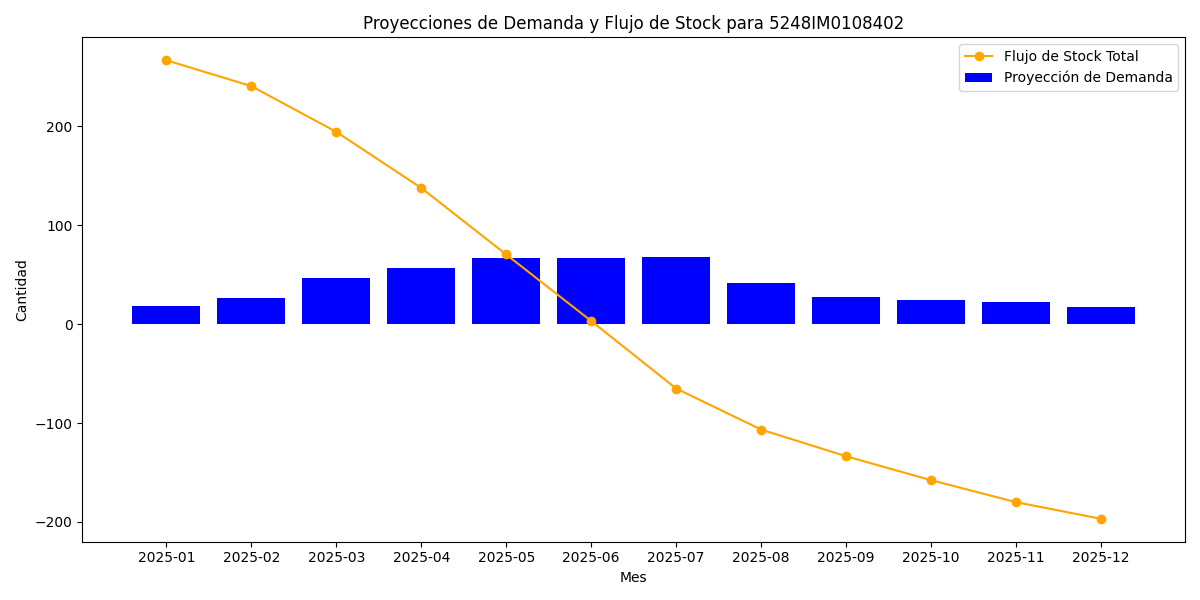 Proyecciones de Demanda y Flujo de Stock para 5248IM0108402
Flujo de Stock Total
Proyección de Demanda
Cantidad
200
100
0
−100
−200
2025-01 2025-02 2025-03 2025-04 2025-05 2025-06 2025-07 2025-08 2025-09 2025-10 2025-11 2025-12
Mes